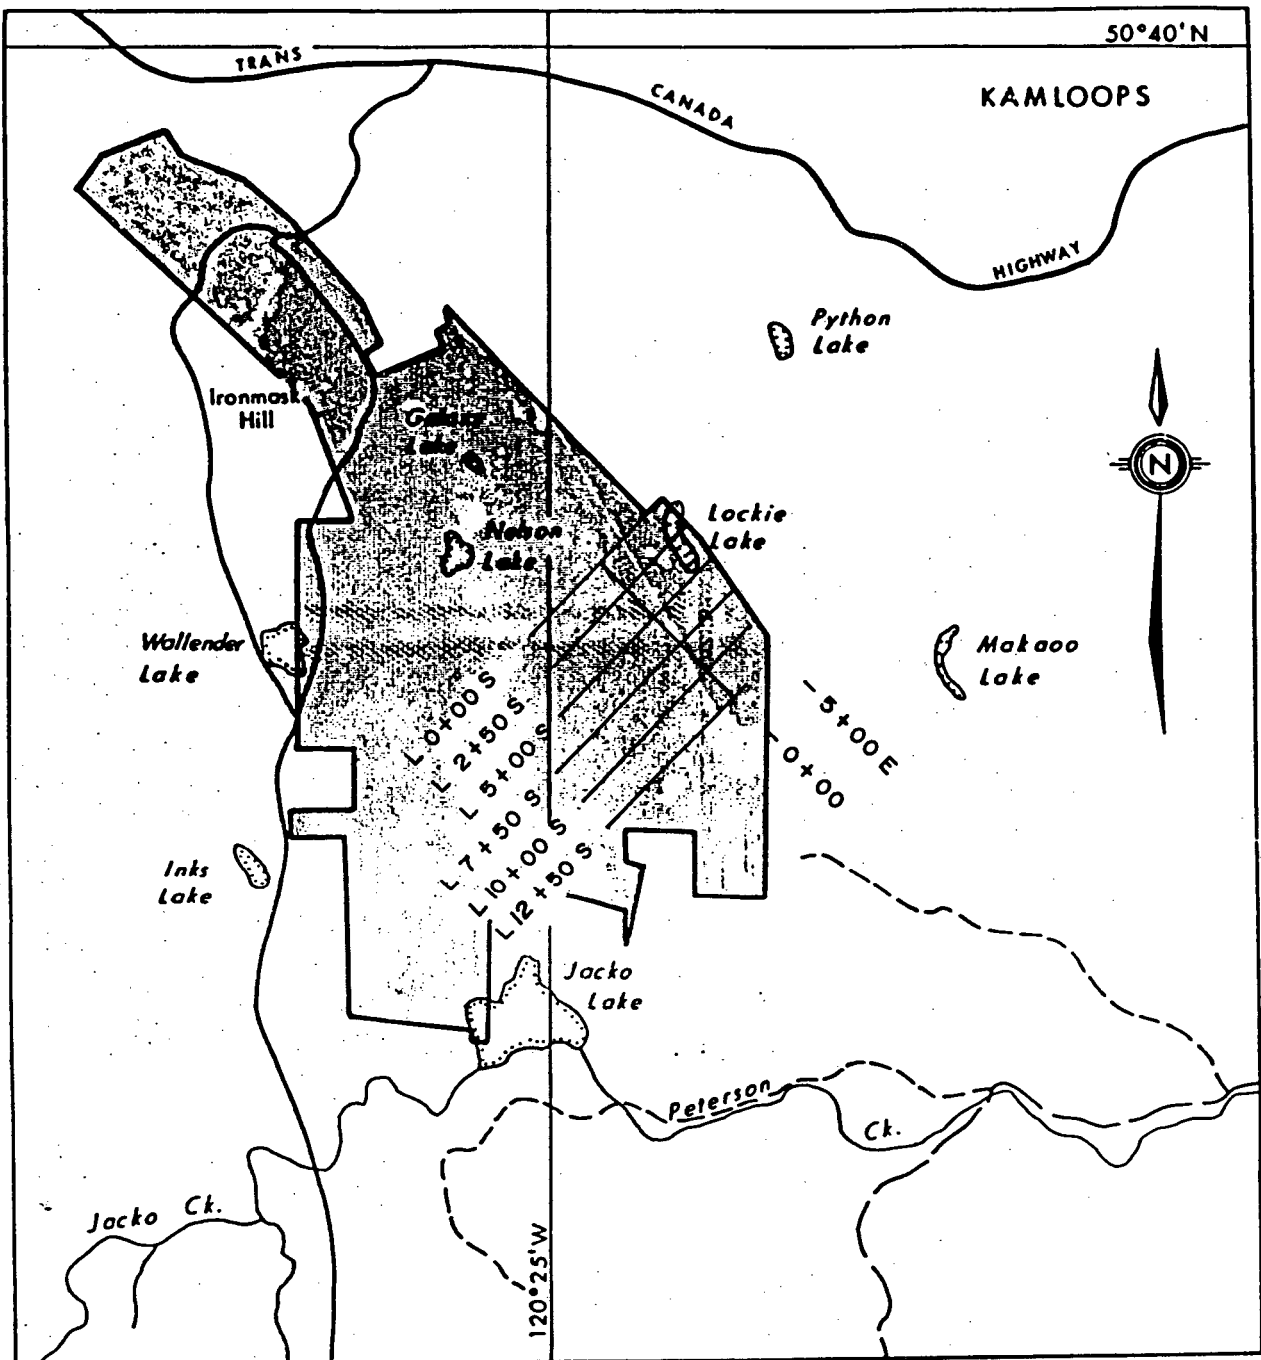 50°40'N
TRANS
CANADA
KAMLOOPS
HIGHWAY
Python
Lake
Ironmask
Hill
Galaxy
Lake
N
Lockie
Lake
Nelson
Lake
Wallender
Lake
Makaoo
Lake
L 0+00 S
L 2+50 S
L 5+00 S
L 7+50 S
L 10+00 S
L 12+50 S
5+00 E
0+00
Inks
Lake
Jacko
Lake
Peterson
Ck.
Jacko Ck.
120°25'W